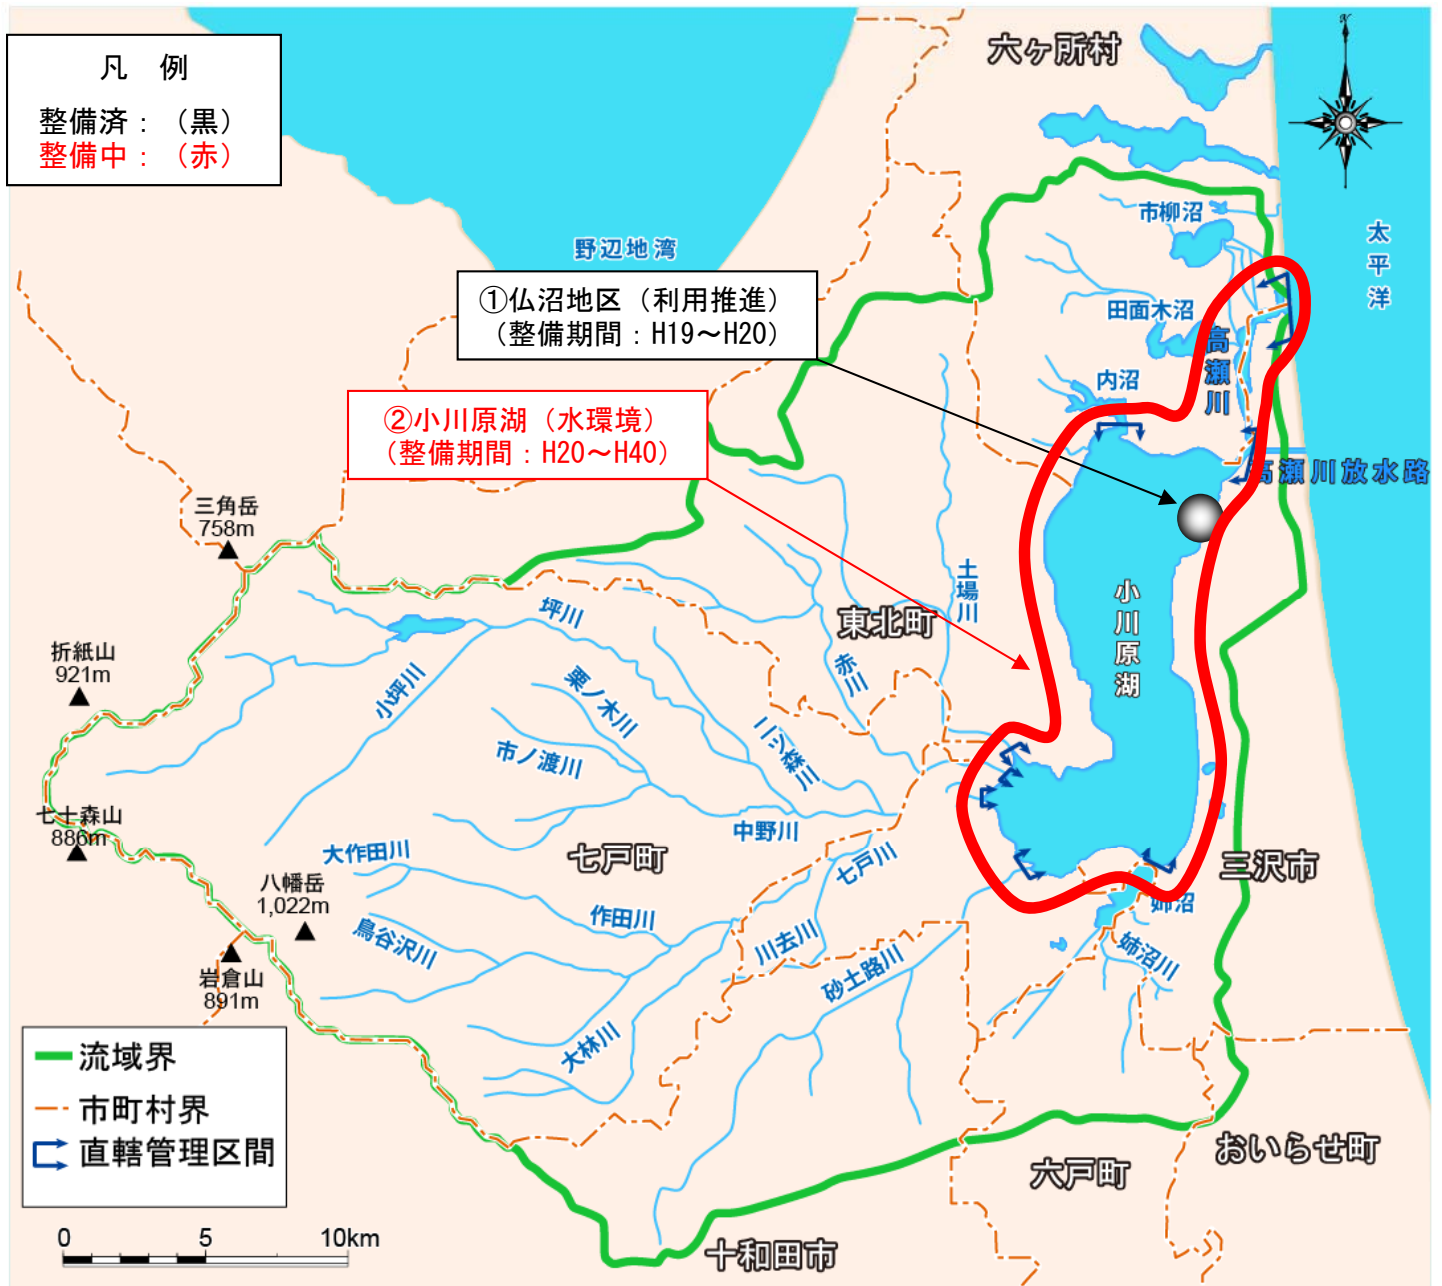 凡 例
整備済：（黒）
整備中：（赤）
六ヶ所村
N
太平洋
野辺地湾
市柳沼
①仏沼地区（利用推進）
（整備期間：H19～H20）
田面木沼
高瀬川
内沼
②小川原湖（水環境）
（整備期間：H20～H40）
高瀬川放水路
三角岳
758m
土場川
小川原湖
坪川
東北町
折紙山
921m
小坪川
栗ノ木川
赤川
二ツ森川
市ノ渡川
七十森山
886m
中野川
大作田川
七戸町
七戸川
三沢市
八幡岳
1,022m
姉沼
作田川
鳥谷沢川
川去川
姉沼川
砂土路川
岩倉山
891m
大林川
流域界
市町村界
直轄管理区間
おいらせ町
六戸町
十和田市
0 5 10km